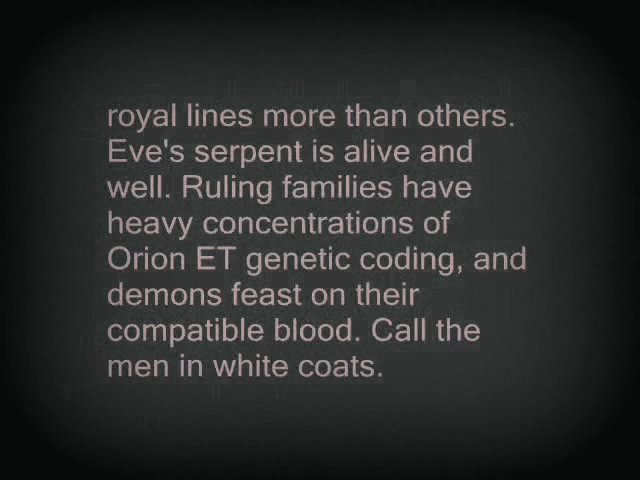 royal lines more than others.
Eve's serpent is alive and
well. Ruling families have
heavy concentrations of
Orion ET genetic coding, and
demons feast on their
compatible blood. Call the
men in white coats.